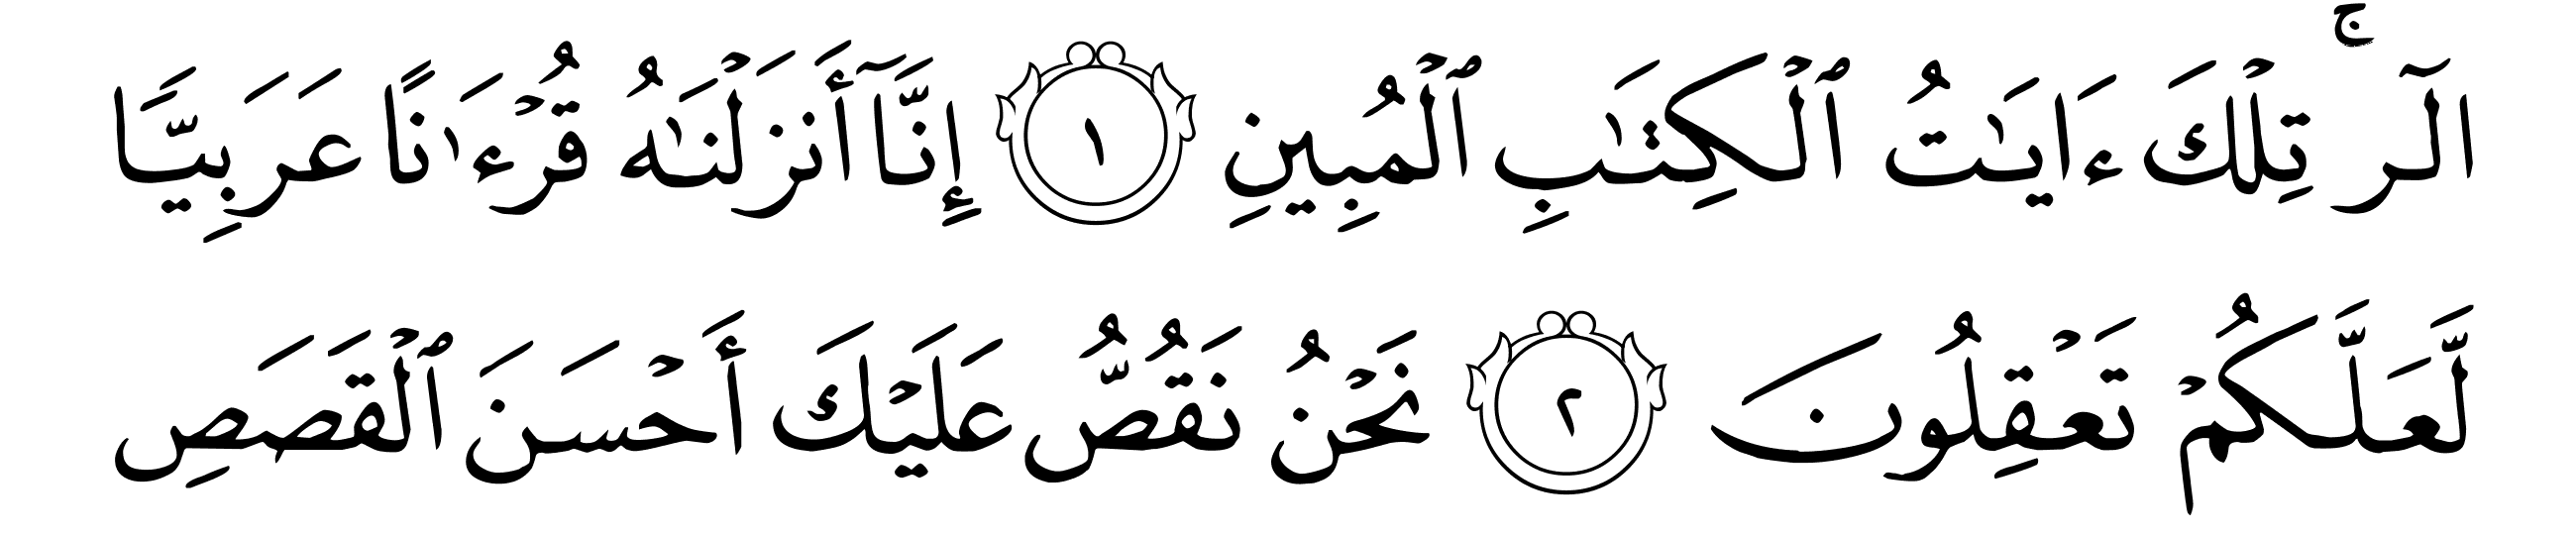 الٓرۚ تِلۡكَ ءَايَٰتُ ٱلۡكِتَٰبِ ٱلۡمُبِينِ ١ إِنَّآ أَنزَلۡنَٰهُ قُرۡءَٰنًا عَرَبِيَّٗا
لَّعَلَّكُمۡ تَعۡقِلُونَ ٢ نَحۡنُ نَقُصُّ عَلَيۡكَ أَحۡسَنَ ٱلۡقَصَصِ